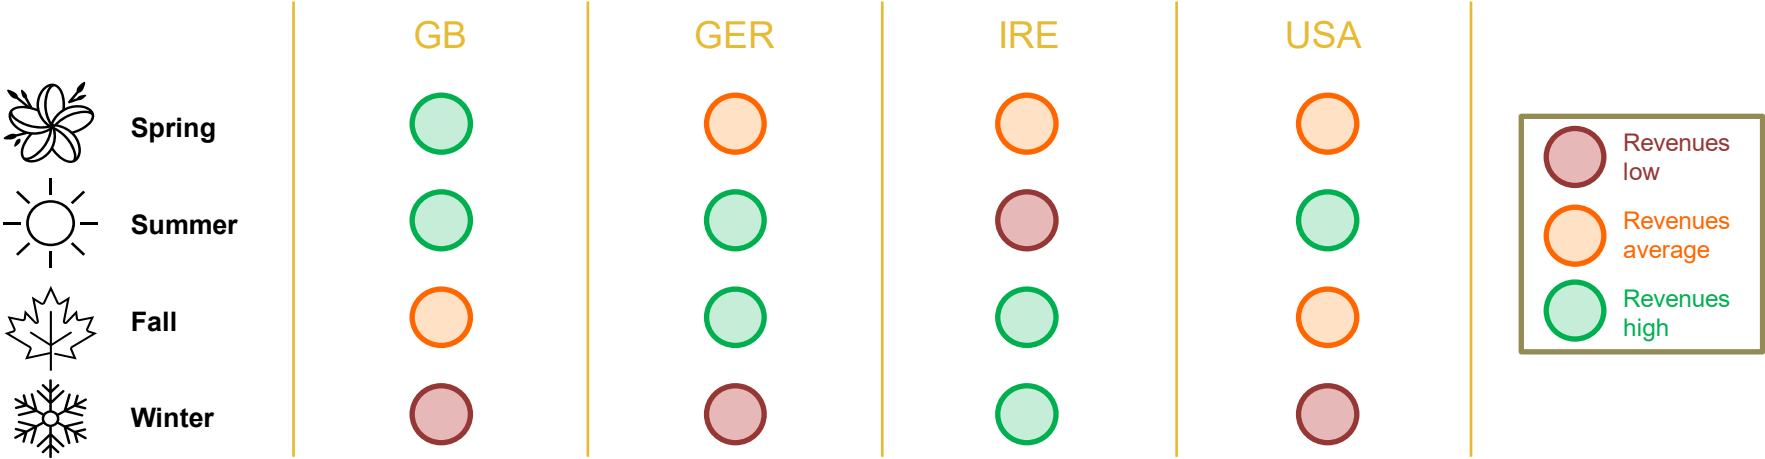 GB GER IRE USA
Spring
Summer
Fall
Winter
Revenues
low
Revenues
average
Revenues
high